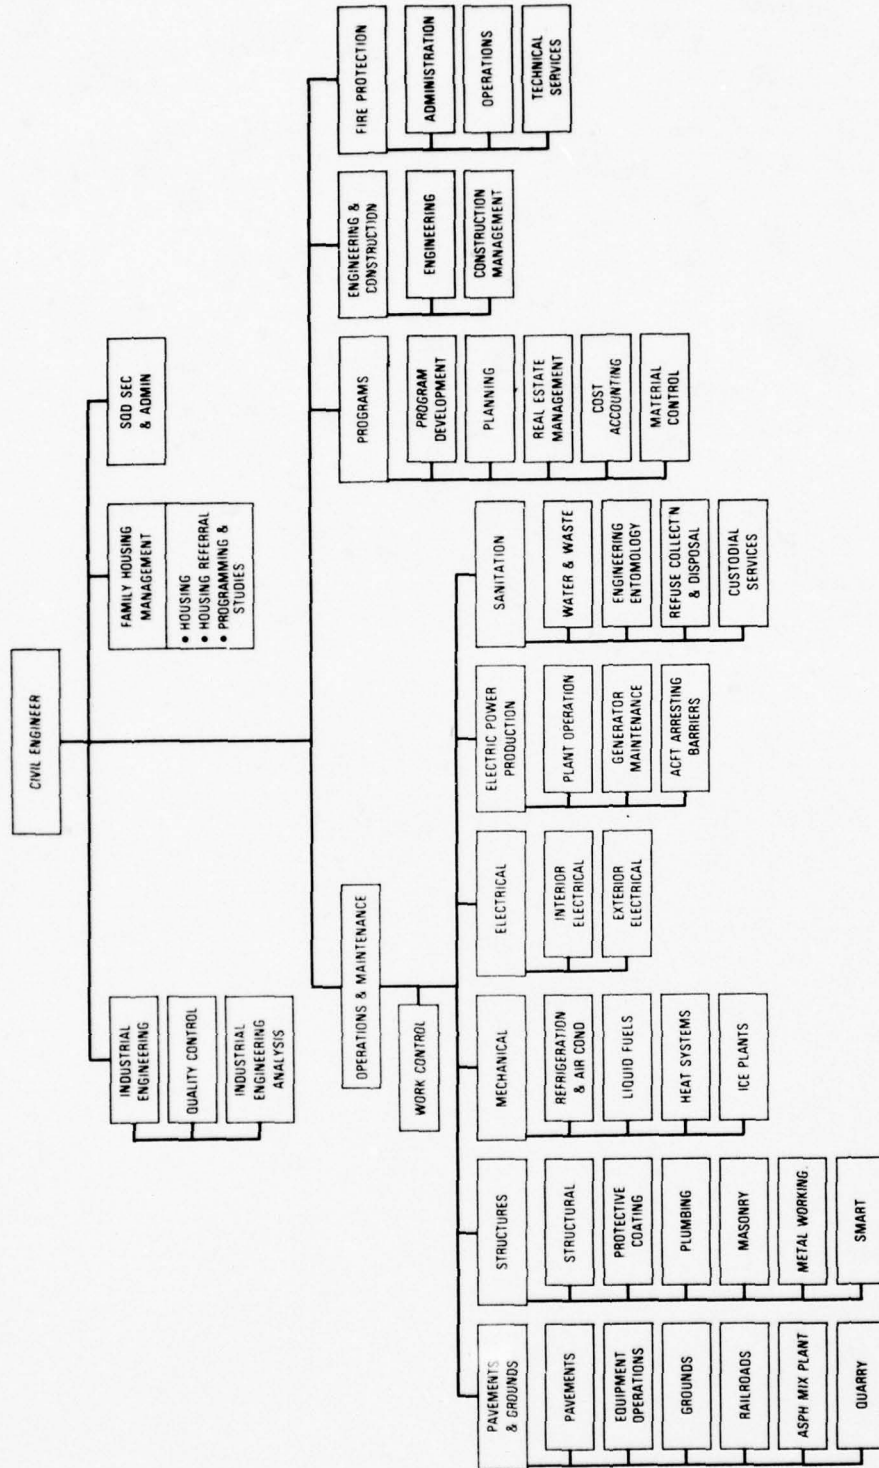 CIVIL ENGINEER
INDUSTRIAL
ENGINEERING
QUALITY CONTROL
INDUSTRIAL
ENGINEERING
ANALYSIS
FAMILY HOUSING
MANAGEMENT
• HOUSING
• HOUSING REFERRAL
• PROGRAMMING &
STUDIES
SQD SEC
& ADMIN
OPERATIONS & MAINTENANCE
WORK CONTROL
PROGRAMS
PROGRAM
DEVELOPMENT
PLANNING
REAL ESTATE
MANAGEMENT
COST
ACCOUNTING
MATERIAL
CONTROL
ENGINEERING &
CONSTRUCTION
ENGINEERING
CONSTRUCTION
MANAGEMENT
FIRE PROTECTION
ADMINISTRATION
OPERATIONS
TECHNICAL
SERVICES
PAVEMENTS
& GROUNDS
PAVEMENTS
EQUIPMENT
OPERATIONS
GROUNDS
RAILROADS
ASPH MIX PLANT
QUARRY
STRUCTURES
STRUCTURAL
PROTECTIVE
COATING
PLUMBING
MASONRY
METAL WORKING.
SMART
MECHANICAL
REFRIGERATION
& AIR COND
LIQUID FUELS
HEAT SYSTEMS
ICE PLANTS
ELECTRICAL
INTERIOR
ELECTRICAL
EXTERIOR
ELECTRICAL
ELECTRIC POWER
PRODUCTION
PLANT OPERATION
GENERATOR
MAINTENANCE
ACFT ARRESTING
BARRIERS
SANITATION
WATER & WASTE
ENGINEERING
ENTOMOLOGY
REFUSE COLLECT'N
& DISPOSAL
CUSTODIAL
SERVICES